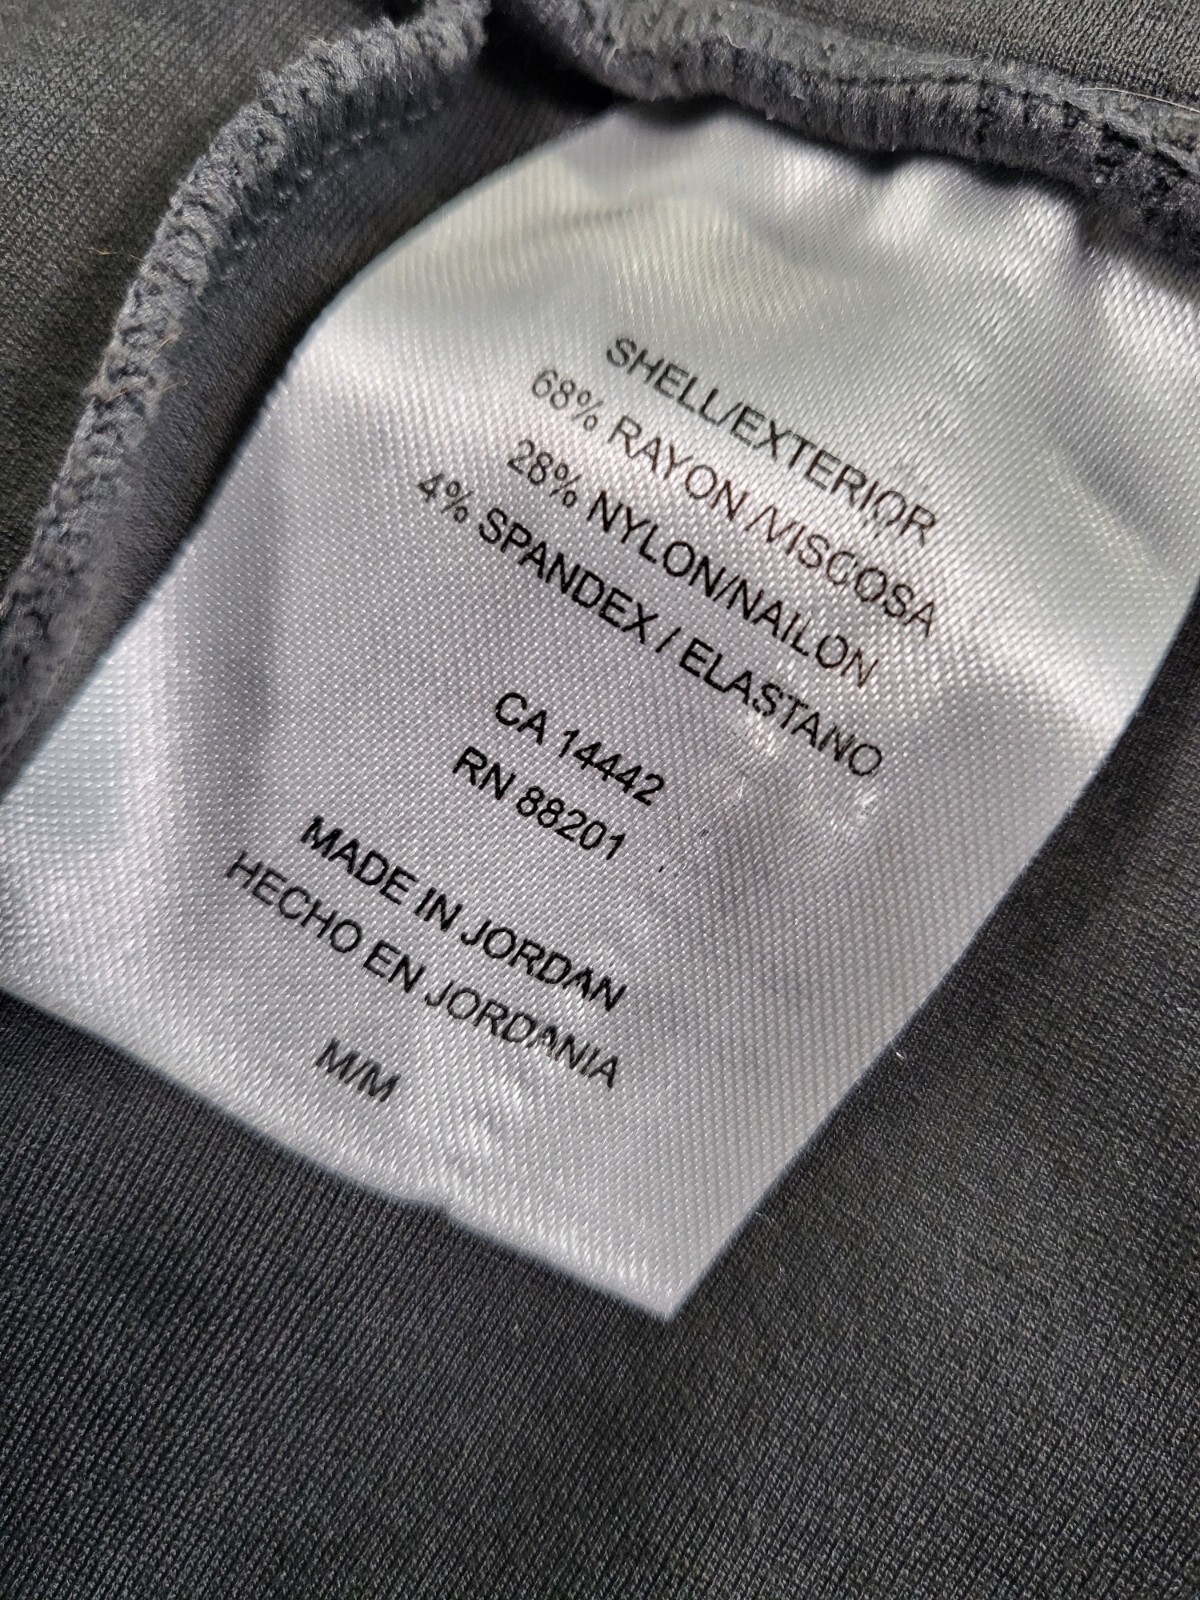 SHELL/EXTERIOR
68% RAYON/VISCOSA
28% NYLON/NAILON
4% SPANDEX / ELASTANO
CA 14442
RN 88201
MADE IN JORDAN
HECHO EN JORDANIA
M/M